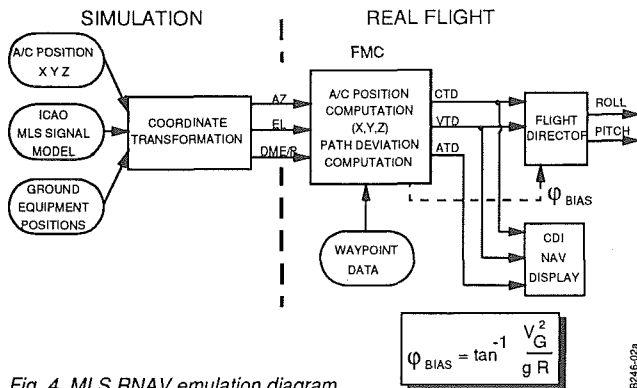 SIMULATION
REAL FLIGHT
A/C POSITION
X Y Z
ICAO
MLS SIGNAL
MODEL
GROUND
EQUIPMENT
POSITIONS
COORDINATE
TRANSFORMATION
AZ
EL
DME/P
FMC
A/C POSITION
COMPUTATION
(X,Y,Z)
PATH DEVIATION
COMPUTATION
WAYPOINT
DATA
CTD
VTD
ATD
FLIGHT
DIRECTOR
ROLL
PITCH
φ BIAS
CDI
NAV
DISPLAY
φ BIAS = tan⁻¹ V_G² / g R
Fig. 4 MLS RNAV emulation diagram